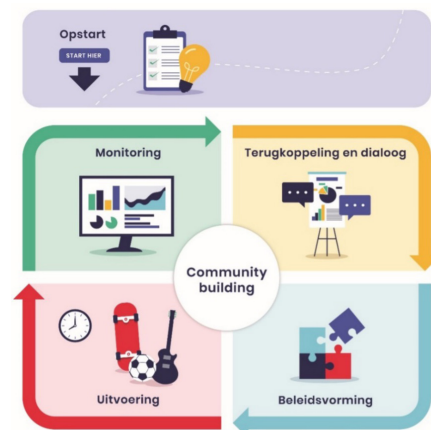 Opstart
START HIER
Monitoring
Terugkoppeling en dialoog
Community
building
Uitvoering
Beleidsvorming